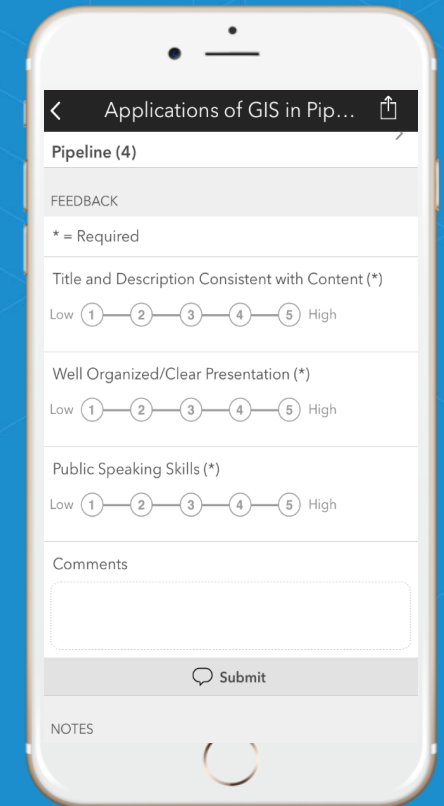 Applications of GIS in Pip...
Pipeline (4)
FEEDBACK
* = Required
Title and Description Consistent with Content (*)
Low 1 2 3 4 5 High
Well Organized/Clear Presentation (*)
Low 1 2 3 4 5 High
Public Speaking Skills (*)
Low 1 2 3 4 5 High
Comments
Submit
NOTES